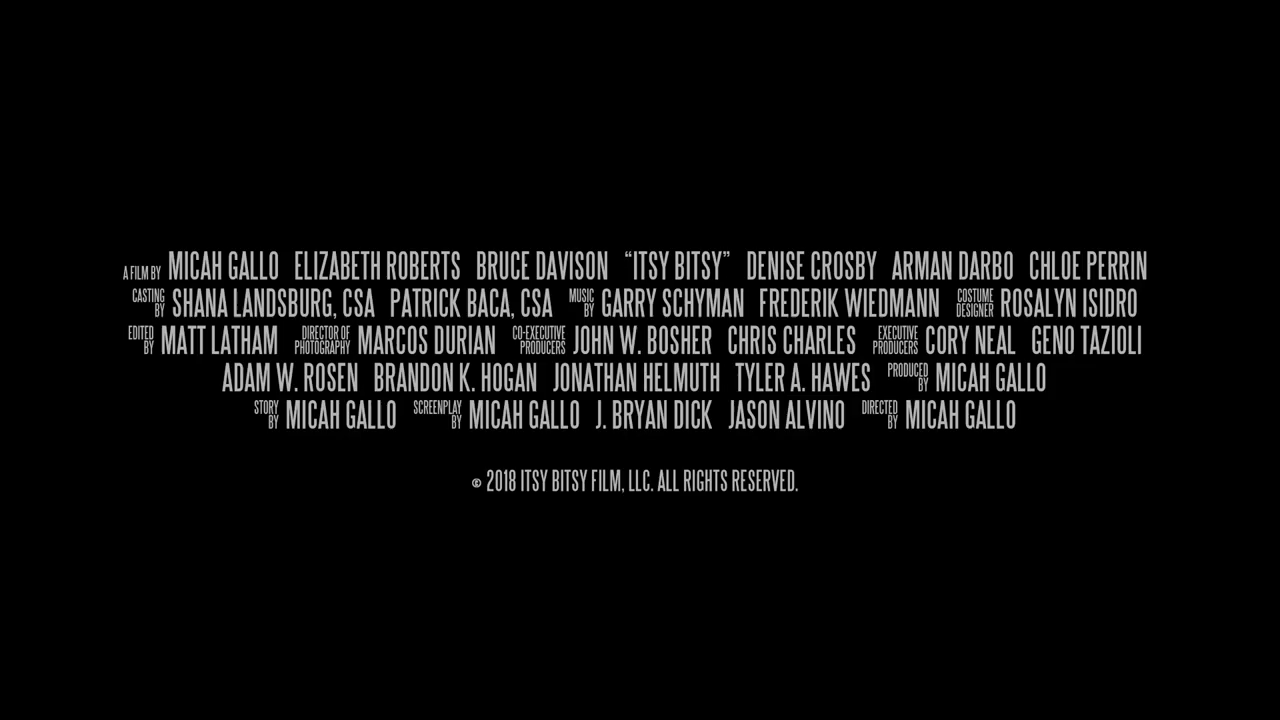 A FILM BY MICAH GALLO ELIZABETH ROBERTS BRUCE DAVISON “ITSY BITSY” DENISE CROSBY ARMAN DARBO CHLOE PERRIN
CASTING BY SHANA LANDSBURG, CSA PATRICK BACA, CSA MUSIC BY GARRY SCHYMAN FREDERIK WIEDMANN COSTUME DESIGNER ROSALYN ISIDRO
EDITED BY MATT LATHAM DIRECTOR OF PHOTOGRAPHY MARCOS DURIAN CO-EXECUTIVE PRODUCERS JOHN W. BOSHER CHRIS CHARLES EXECUTIVE PRODUCERS CORY NEAL GENO TAZIOLI
ADAM W. ROSEN BRANDON K. HOGAN JONATHAN HELMUTH TYLER A. HAWES PRODUCED BY MICAH GALLO
STORY BY MICAH GALLO SCREENPLAY BY MICAH GALLO J. BRYAN DICK JASON ALVINO DIRECTED BY MICAH GALLO
© 2018 ITSY BITSY FILM, LLC. ALL RIGHTS RESERVED.